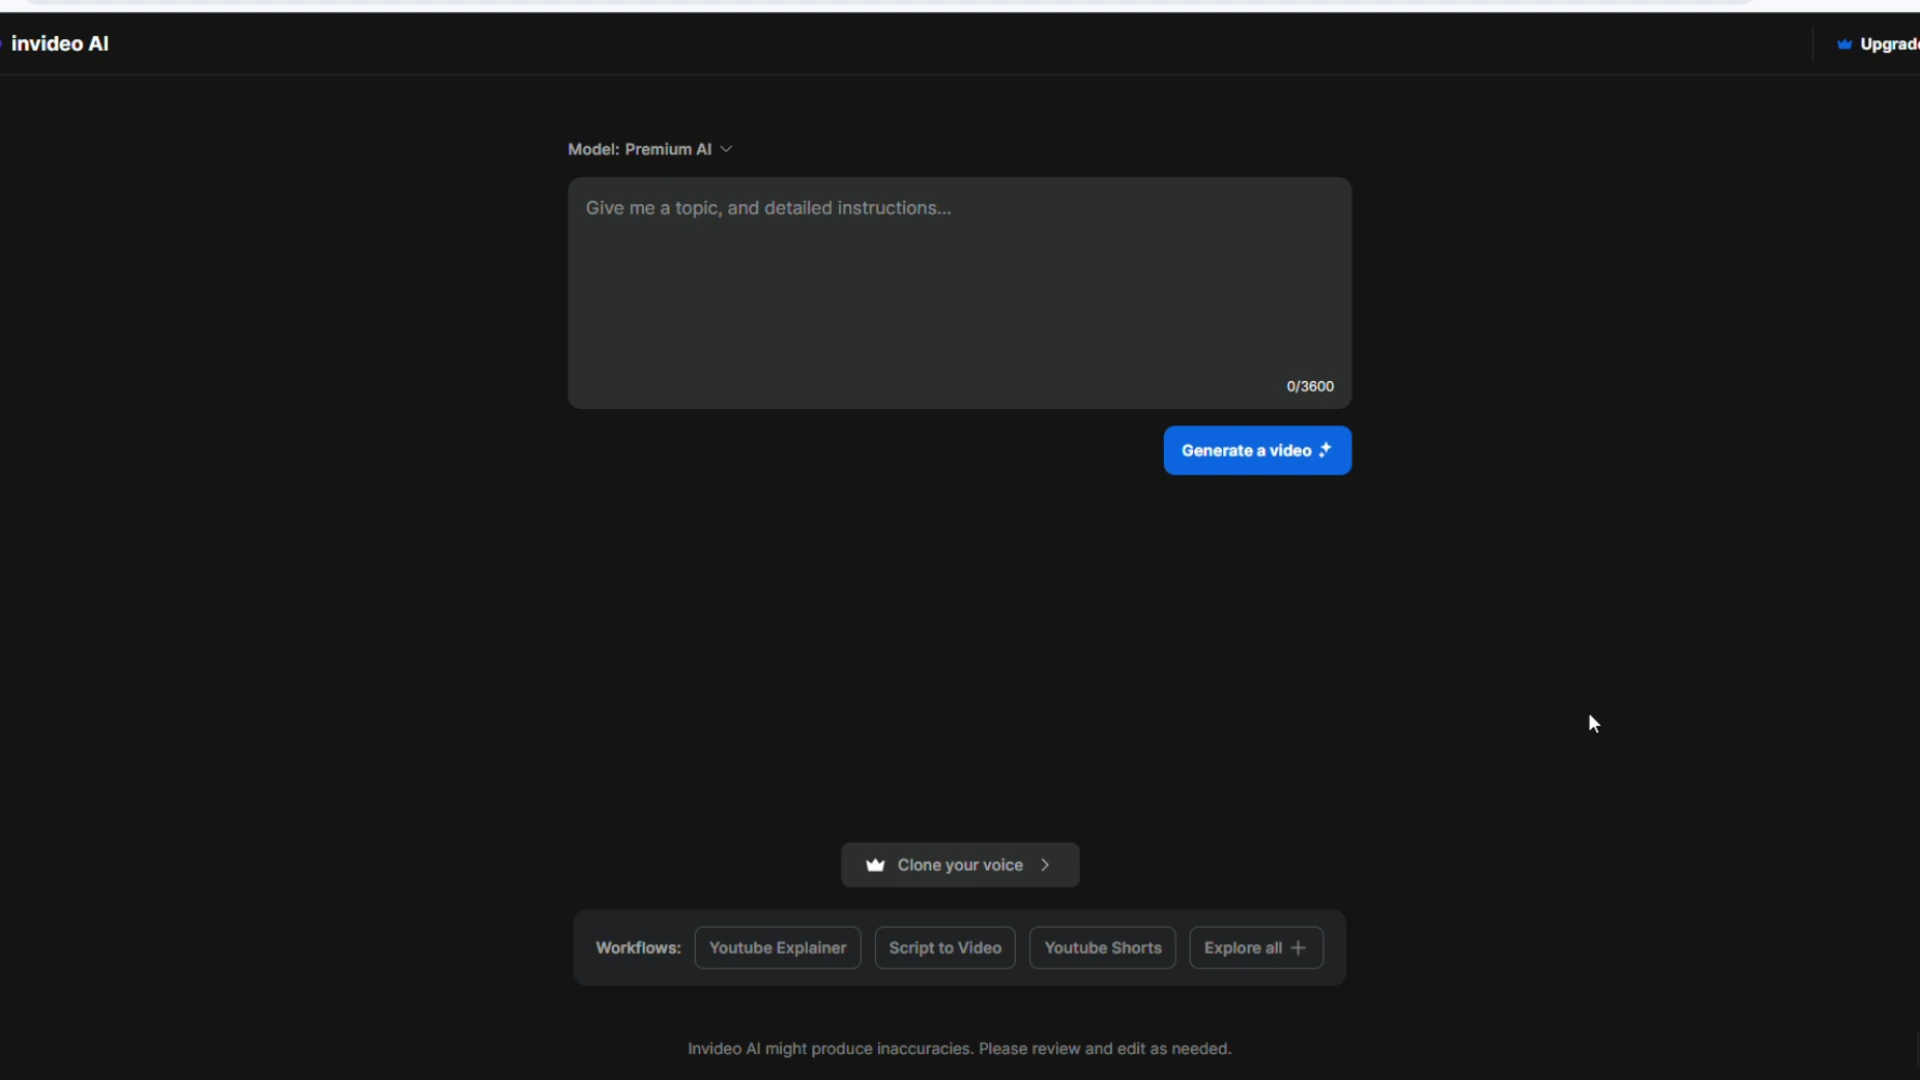 invideo AI
Upgrade
Model: Premium AI
Give me a topic, and detailed instructions...
0/3600
Generate a video
Clone your voice
Workflows:
Youtube Explainer
Script to Video
Youtube Shorts
Explore all
Invideo AI might produce inaccuracies. Please review and edit as needed.